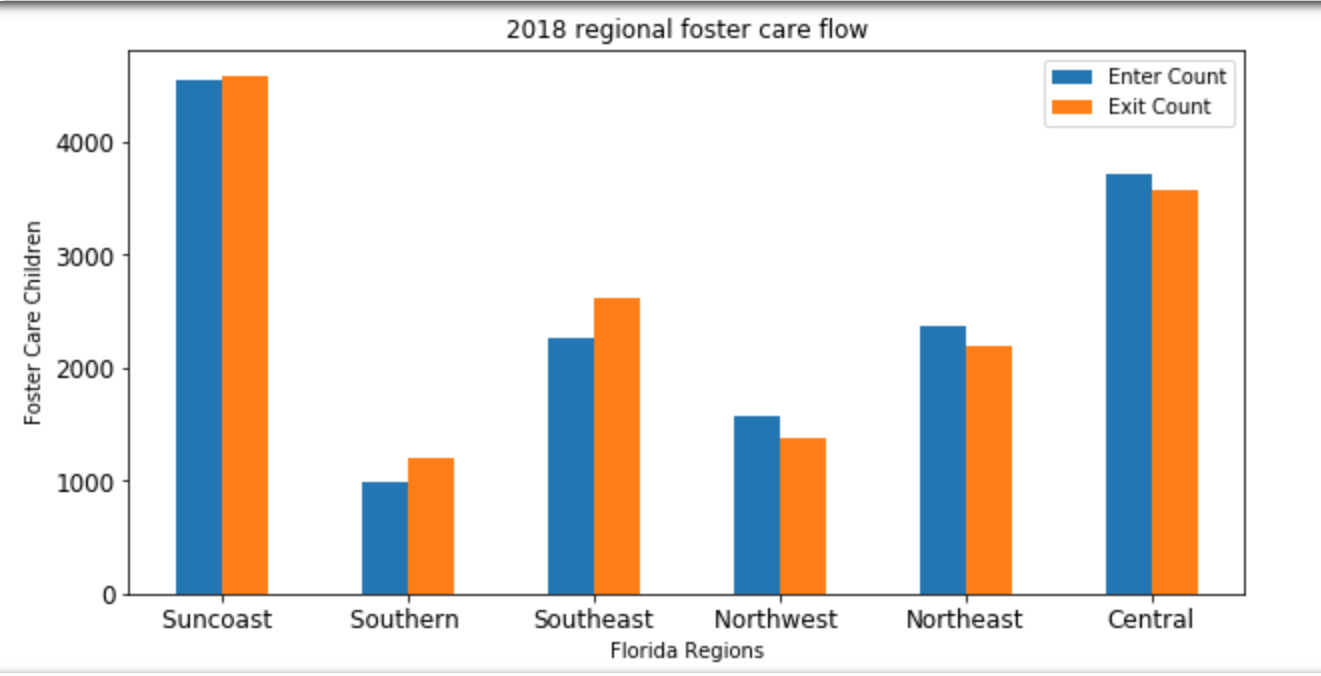 2018 regional foster care flow
Enter Count
Exit Count
Foster Care Children
4000
3000
2000
1000
0
Suncoast Southern Southeast Northwest Northeast Central
Florida Regions